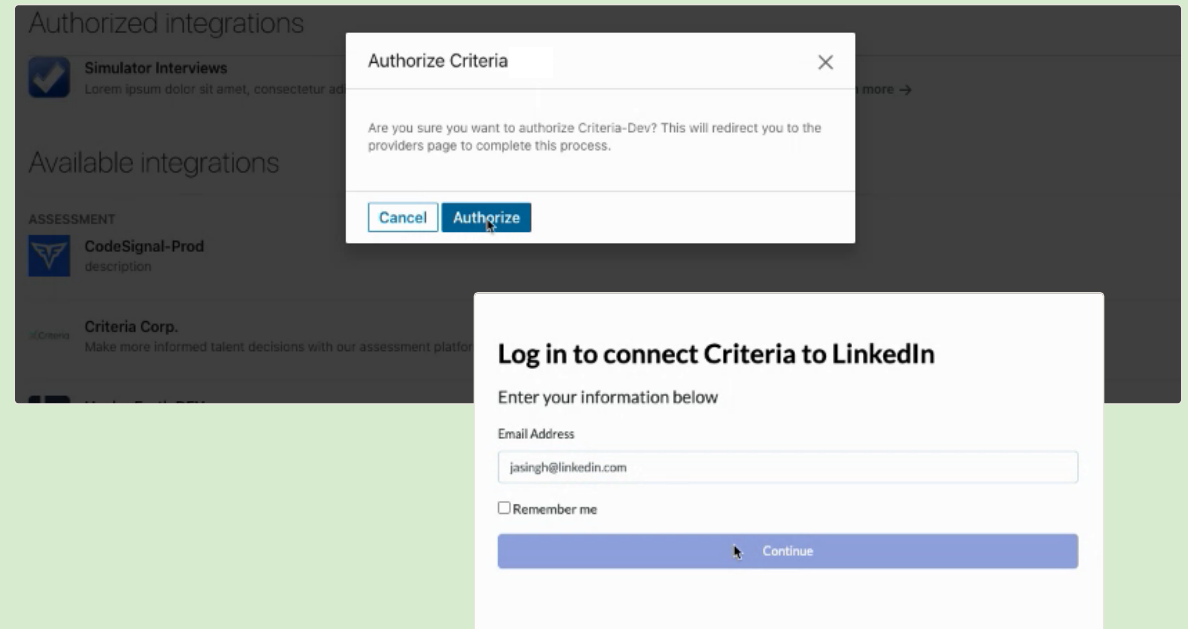 Authorized integrations
Simulator Interviews
Lorem ipsum dolor sit amet, consectetur ad
more →
Authorize Criteria
Are you sure you want to authorize Criteria-Dev? This will redirect you to the
providers page to complete this process.
Cancel Authorize
Available integrations
ASSESSMENT
CodeSignal-Prod
description
Criteria
Criteria Corp.
Make more informed talent decisions with our assessment platfor
Log in to connect Criteria to LinkedIn
Enter your information below
Email Address
jasingh@linkedin.com
Remember me
Continue